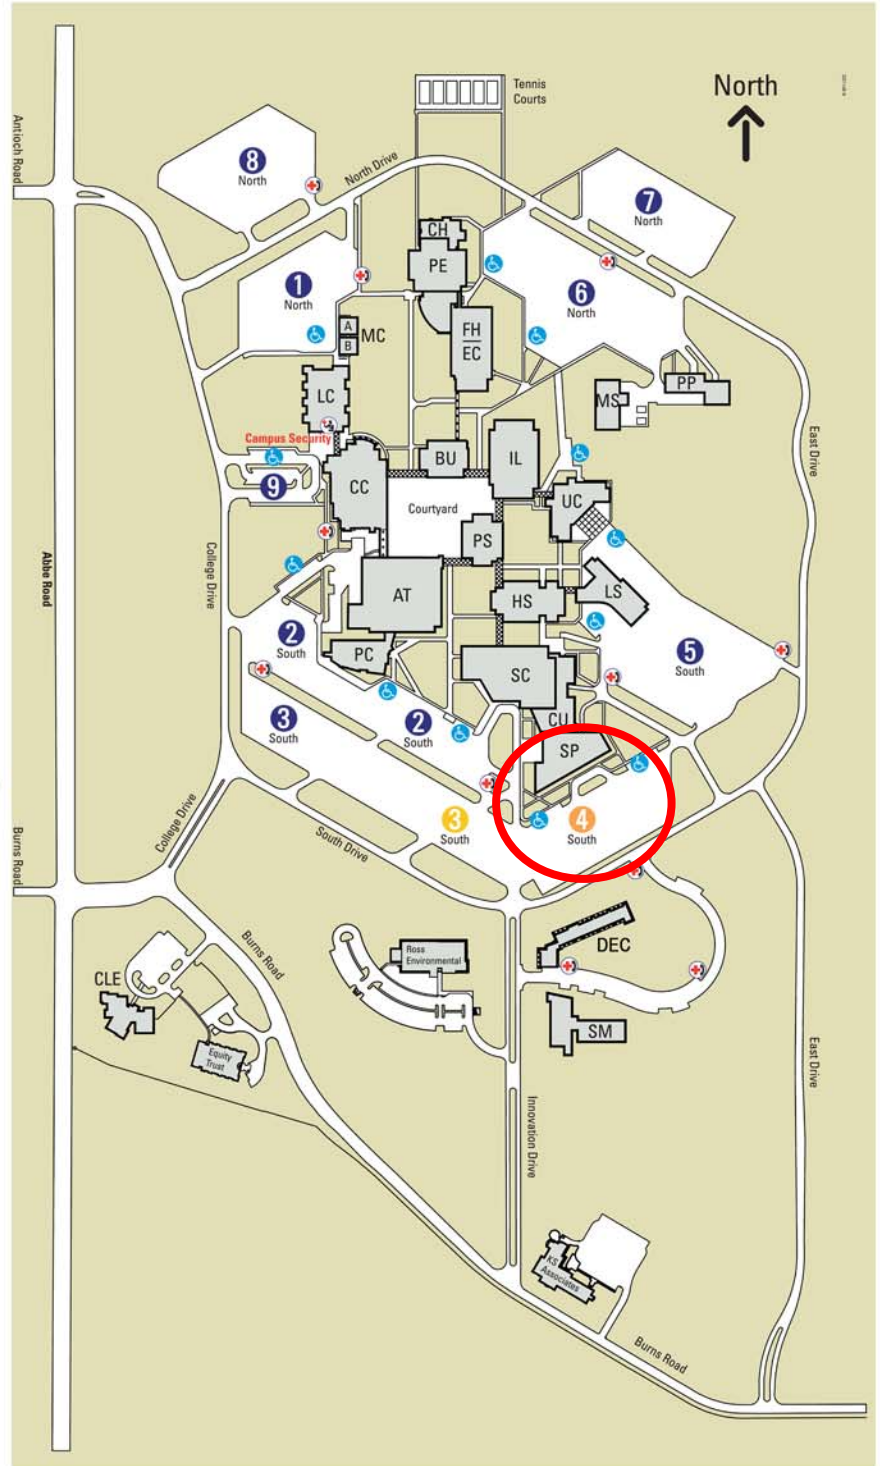 North
Tennis
Courts
Antioch Road
8
North
North Drive
7
North
CH
PE
1
North
6
North
A
B
MC
FH
EC
LC
PP
MS
Campus Security
East Drive
BU
IL
9
CC
Courtyard
UC
PS
College Drive
Abbe Road
AT
HS
LS
2
South
PC
SC
5
South
3
South
2
South
CU
SP
3
South
4
South
College Drive
South Drive
Burns Road
Burns Road
DEC
Ross
Environmental
CLE
SM
Equity
Trust
East Drive
Innovation Drive
KS
Associates
Burns Road